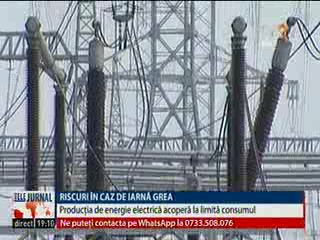 RISCURI ÎN CAZ DE IARNĂ GREA
TELE
JURNAL
Producția de energie electrică acoperă la limită consumul
direct 19:10
Ne puteți contacta pe WhatsApp la 0733.508.076